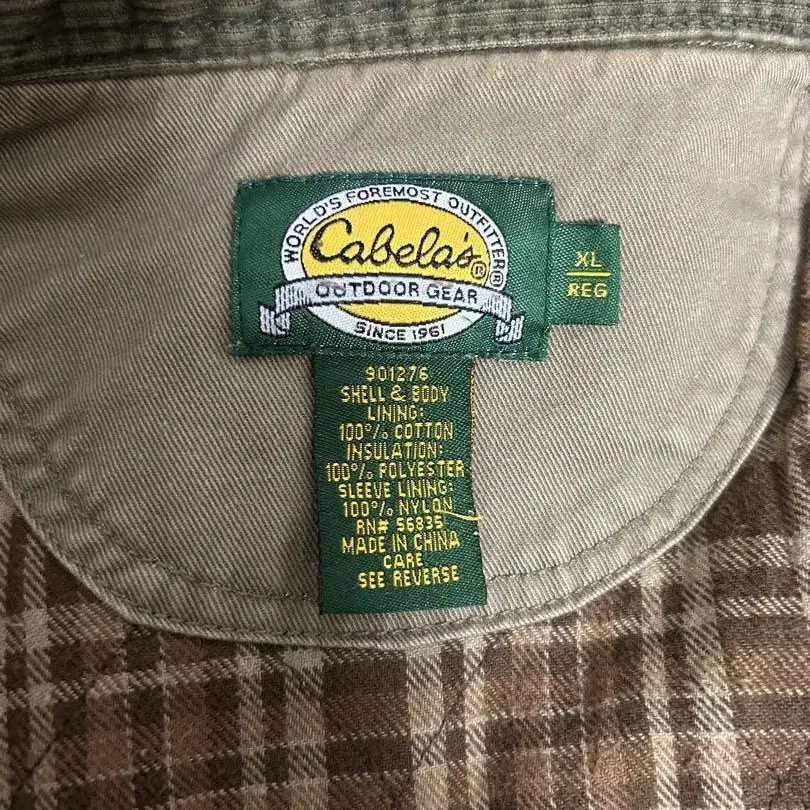 WORLD'S FOREMOST OUTFITTER®
Cabela's®
OUTDOOR GEAR
SINCE 1961
XL
REG
901276
SHELL & BODY
LINING:
100% COTTON
INSULATION:
100% POLYESTER
SLEEVE LINING:
100% NYLON
RN# 56835
MADE IN CHINA
CARE
SEE REVERSE